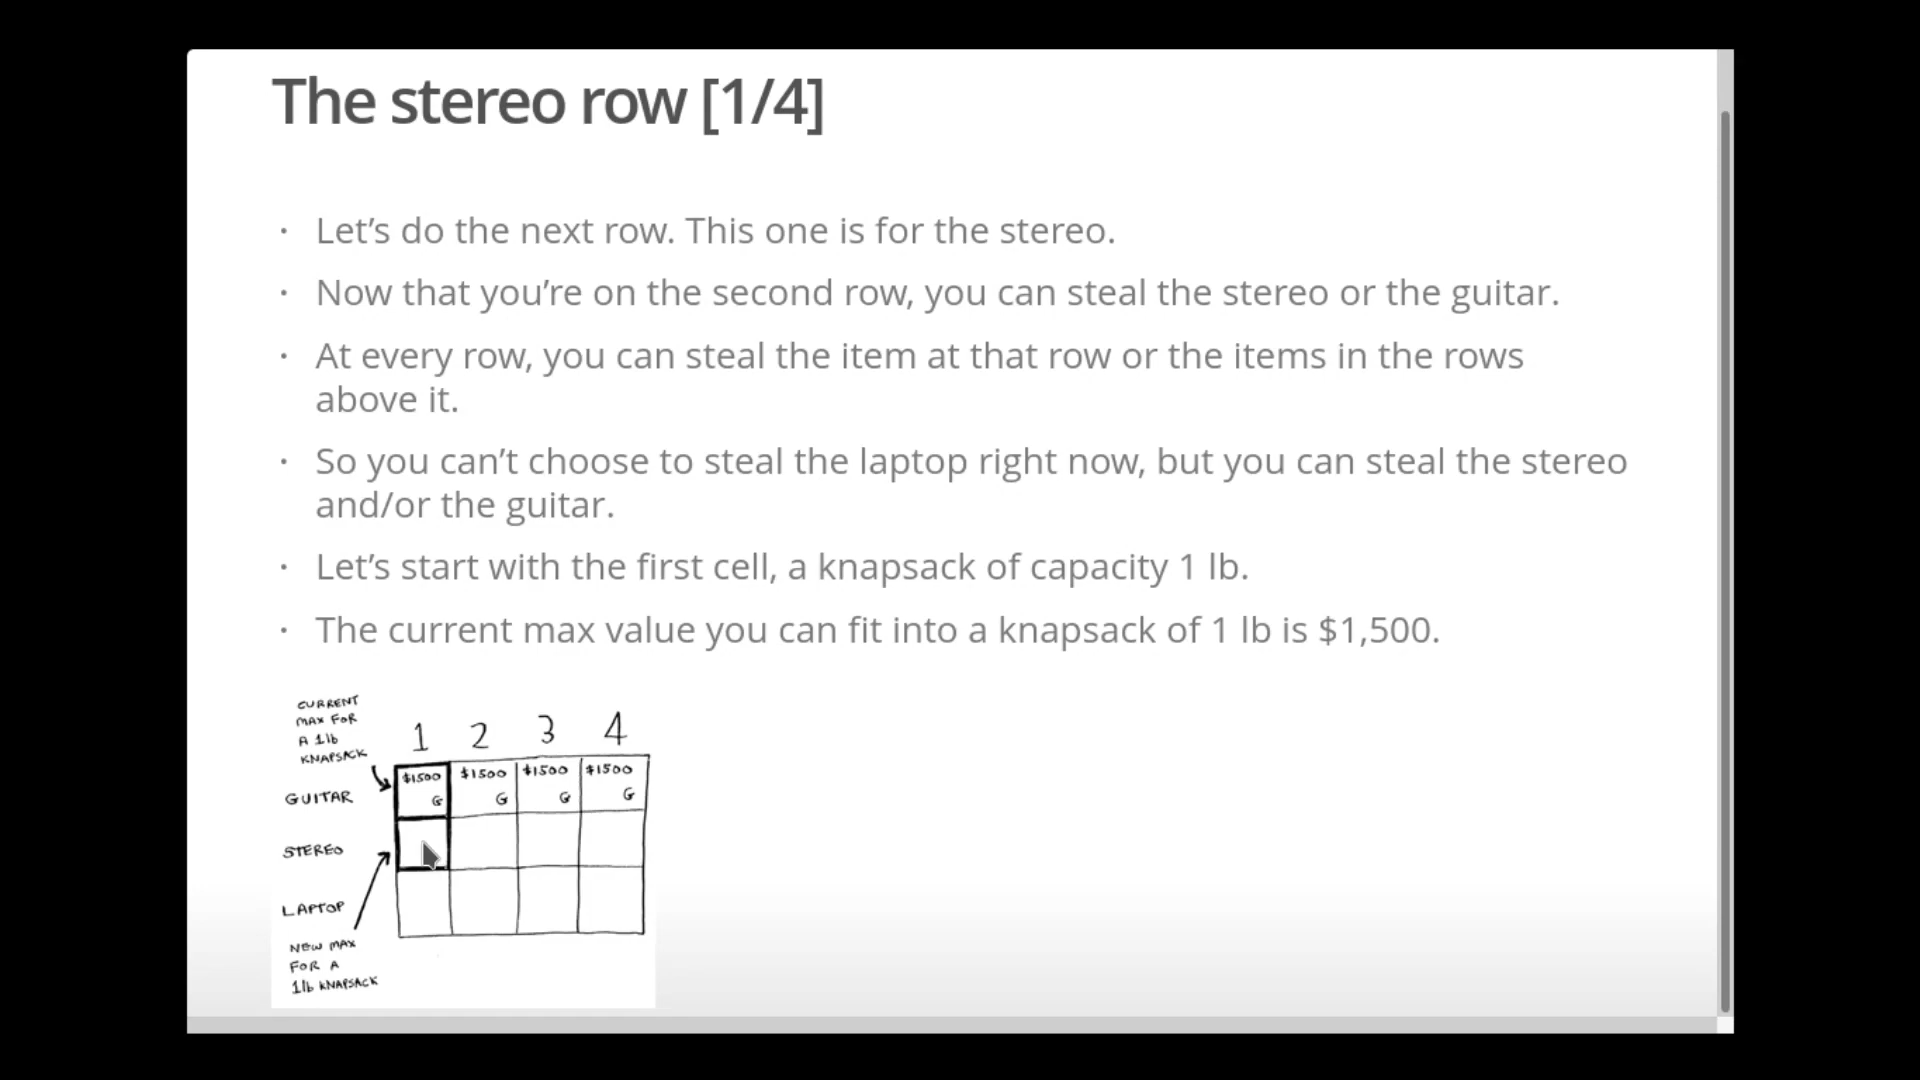 The stereo row [1/4]
· Let’s do the next row. This one is for the stereo.
· Now that you’re on the second row, you can steal the stereo or the guitar.
· At every row, you can steal the item at that row or the items in the rows
above it.
· So you can’t choose to steal the laptop right now, but you can steal the stereo
and/or the guitar.
· Let’s start with the first cell, a knapsack of capacity 1 lb.
· The current max value you can fit into a knapsack of 1 lb is $1,500.
CURRENT
MAX FOR
A 1lb
KNAPSACK
1 2 3 4
GUITAR
$1500 $1500 $1500 $1500
G G G G
STEREO
LAPTOP
NEW MAX
FOR A
1lb KNAPSACK